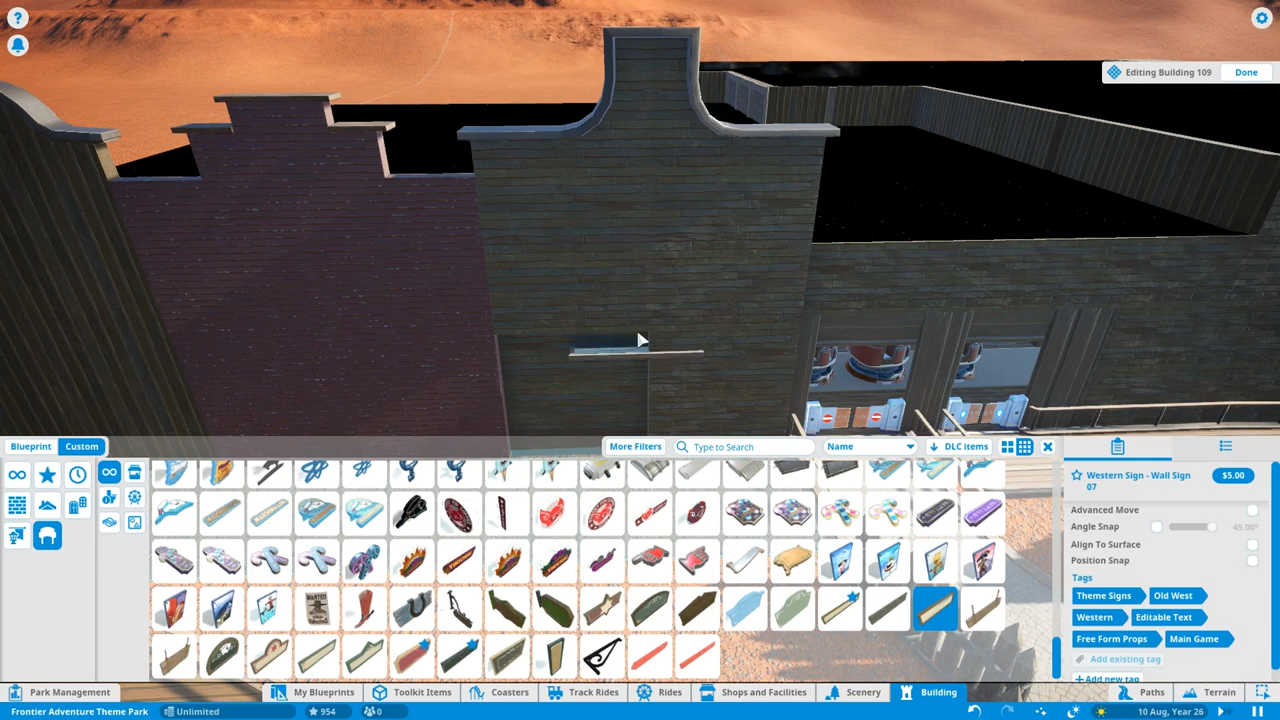 ?
Editing Building 109
Done
Blueprint
Custom
More Filters
Type to Search
Name
DLC items
Western Sign - Wall Sign 07
$5.00
Advanced Move
Angle Snap
45.00°
Align To Surface
Position Snap
Tags
Theme Signs
Old West
Western
Editable Text
Free Form Props
Main Game
Add existing tag
+Add new tag
WANTED
Park Management
My Blueprints
Toolkit Items
Coasters
Track Rides
Rides
Shops and Facilities
Scenery
Building
Paths
Terrain
Frontier Adventure Theme Park
Unlimited
954
0
10 Aug, Year 26